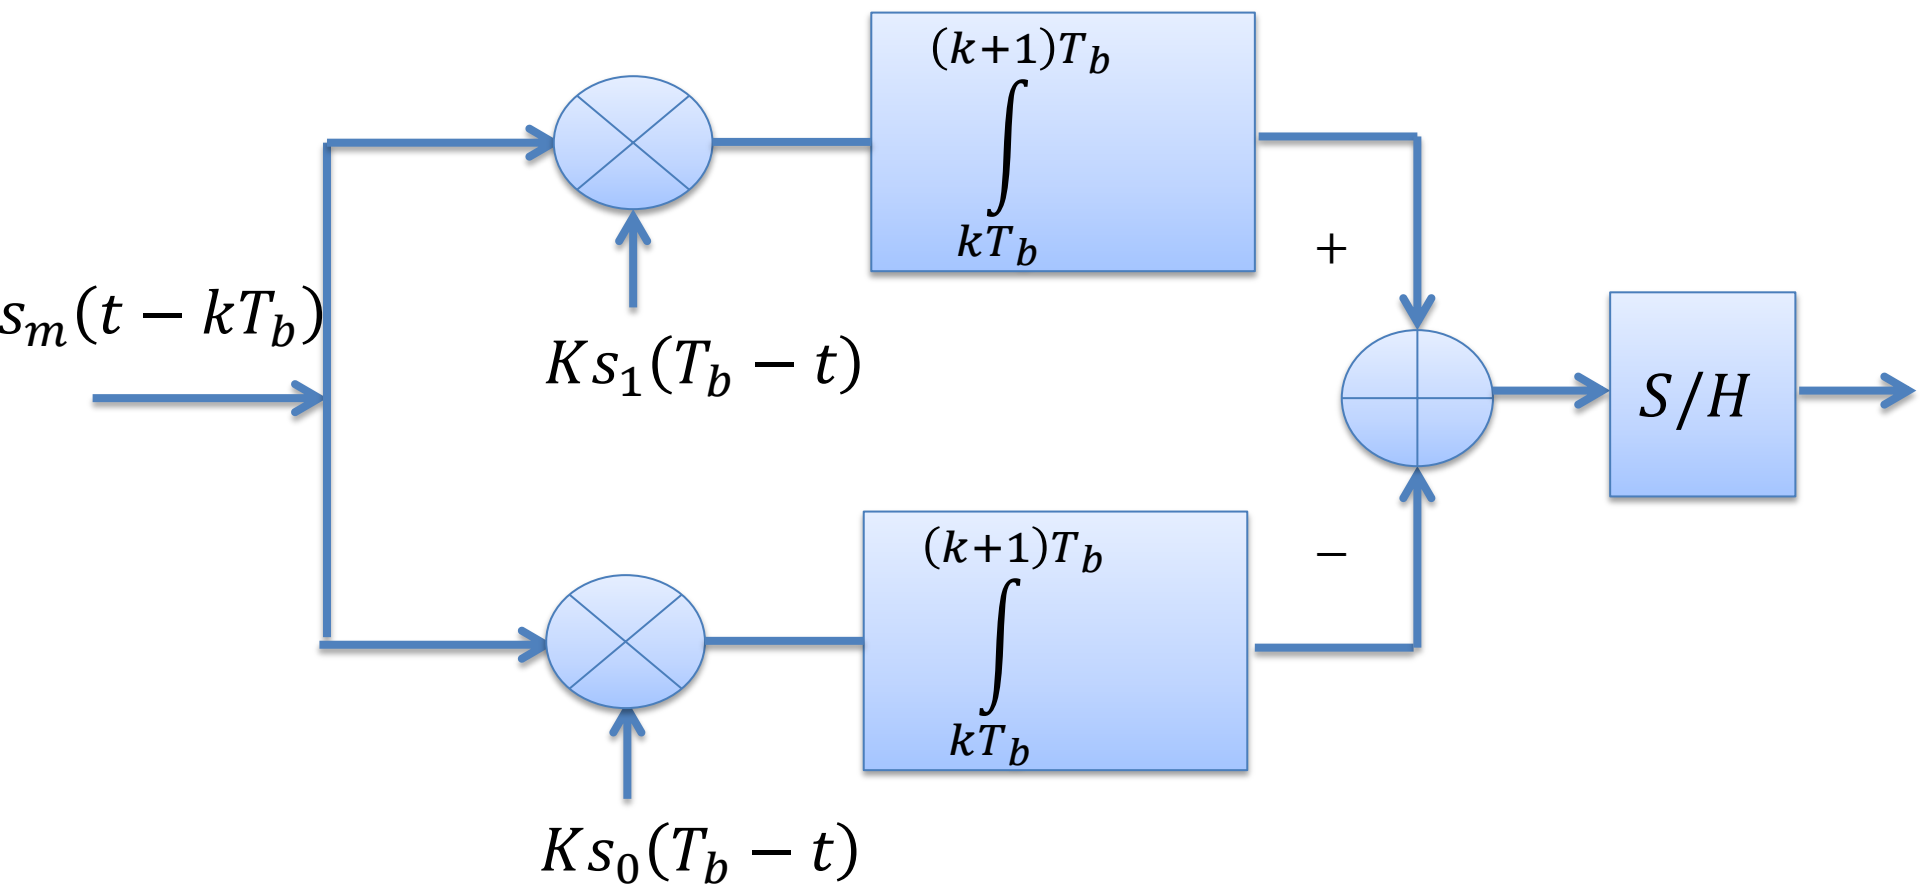 (k+1)T_b
∫
kT_b
+
s_m(t − kT_b)
Ks_1(T_b − t)
S/H
(k+1)T_b
∫
kT_b
−
Ks_0(T_b − t)